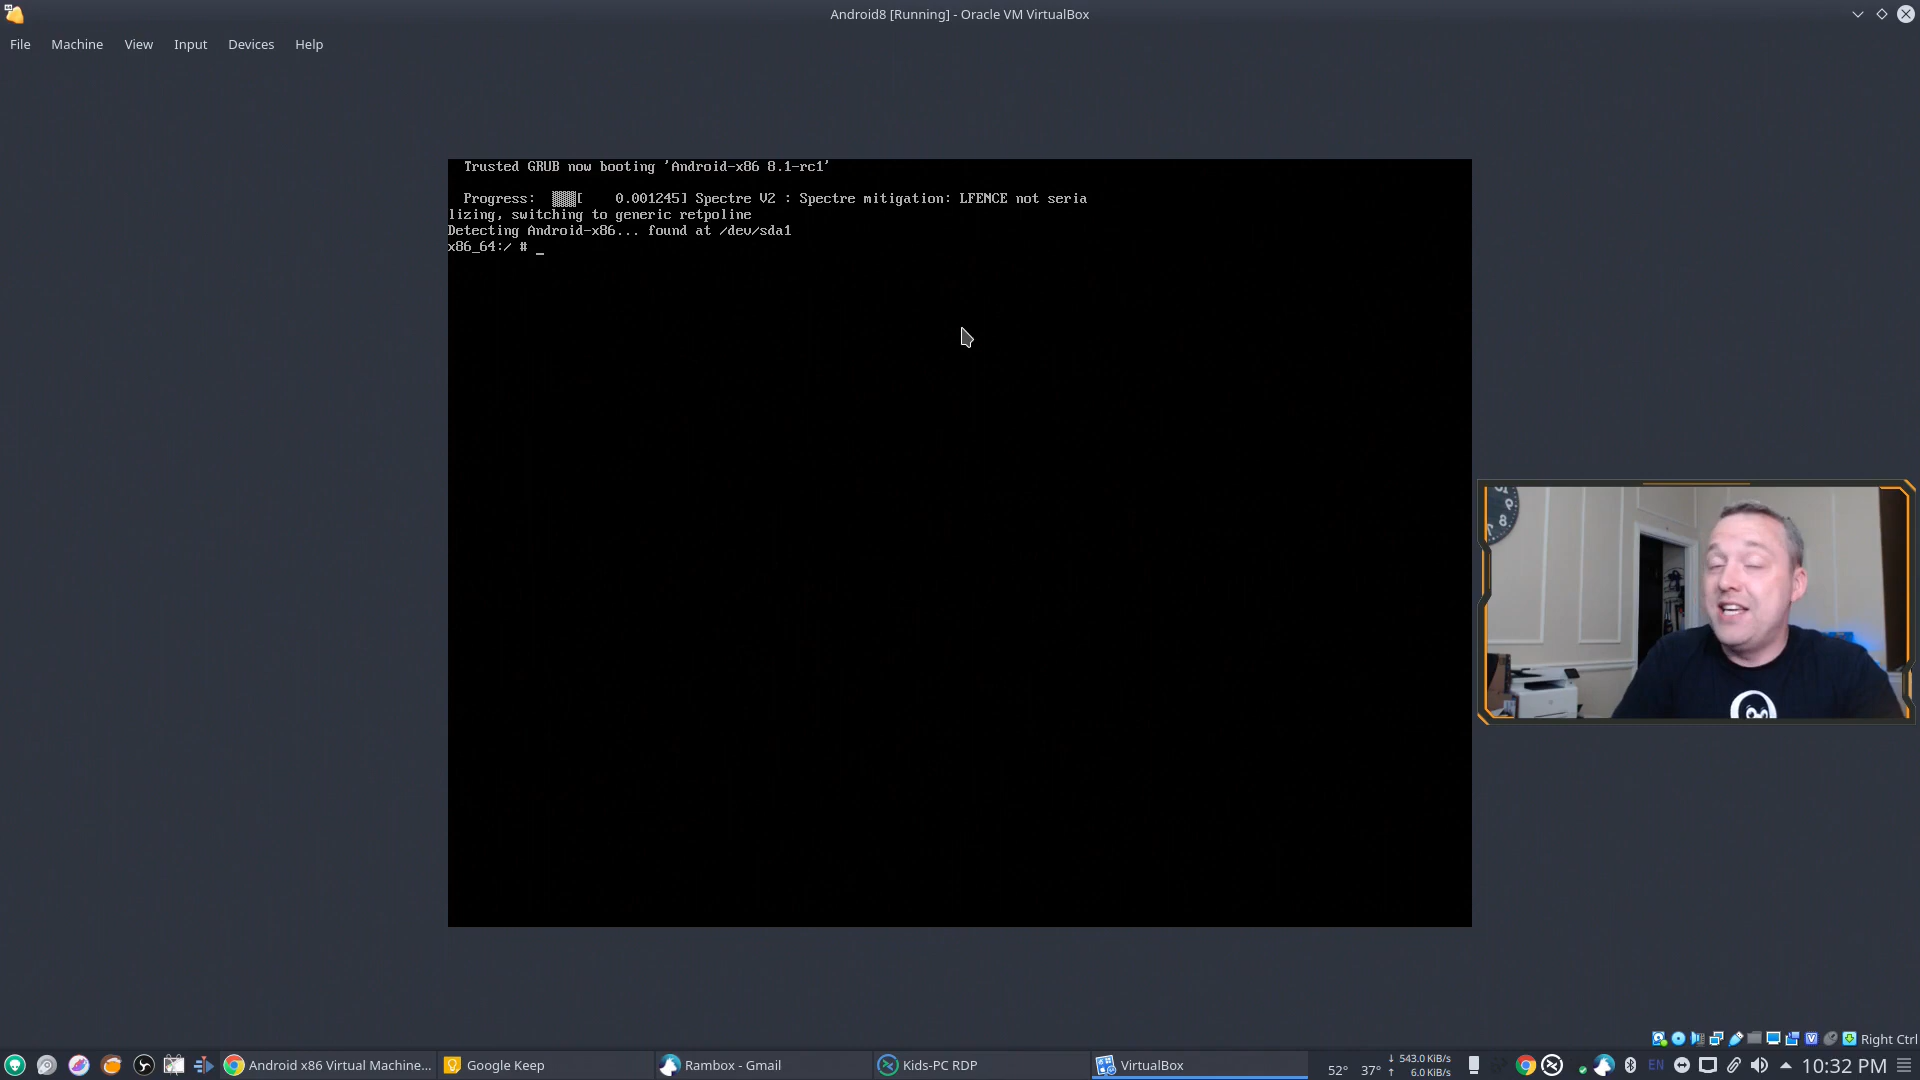 Android8 [Running] - Oracle VM VirtualBox
File Machine View Input Devices Help
Trusted GRUB now booting 'Android-x86 8.1-rc1'
Progress: [ 0.001245] Spectre V2 : Spectre mitigation: LFENCE not seria
lizing, switching to generic retpoline
Detecting Android-x86... found at /dev/sda1
x86_64:/ # _
Right Ctrl
Android x86 Virtual Machine... Google Keep Rambox - Gmail Kids-PC RDP VirtualBox 52° 37° ↓ 543.0 KiB/s ↑ 6.0 KiB/s EN 10:32 PM